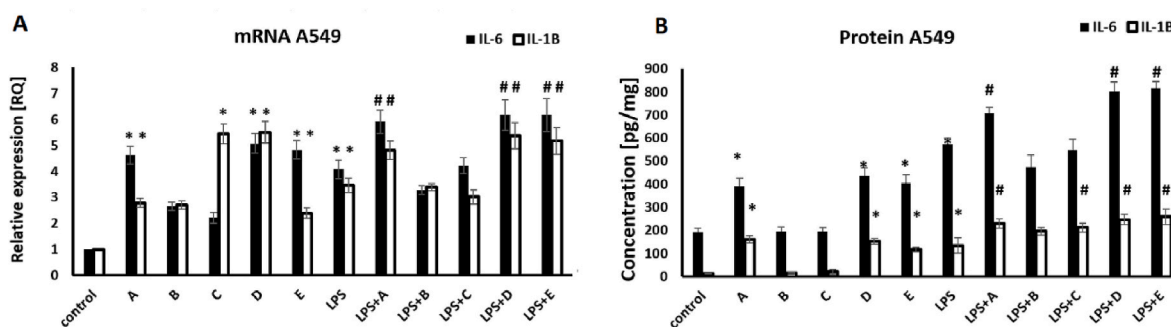 A
mRNA A549
IL-6 IL-1B
Relative expression [RQ]
8
7
6
5
4
3
2
1
0
* * * * * * * * * # # # # # #
control A B C D E LPS LPS+A LPS+B LPS+C LPS+D LPS+E
B
Protein A549
IL-6 IL-1B
Concentration [pg/mg]
900
800
700
600
500
400
300
200
100
0
* * * * * * * * # # # # # # #
control A B C D E LPS LPS+A LPS+B LPS+C LPS+D LPS+E